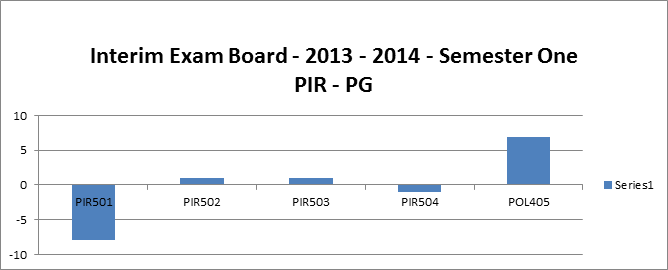 Interim Exam Board - 2013 - 2014 - Semester One
PIR - PG
10
5
0
-5
-10
PIR501
PIR502
PIR503
PIR504
POL405
Series1